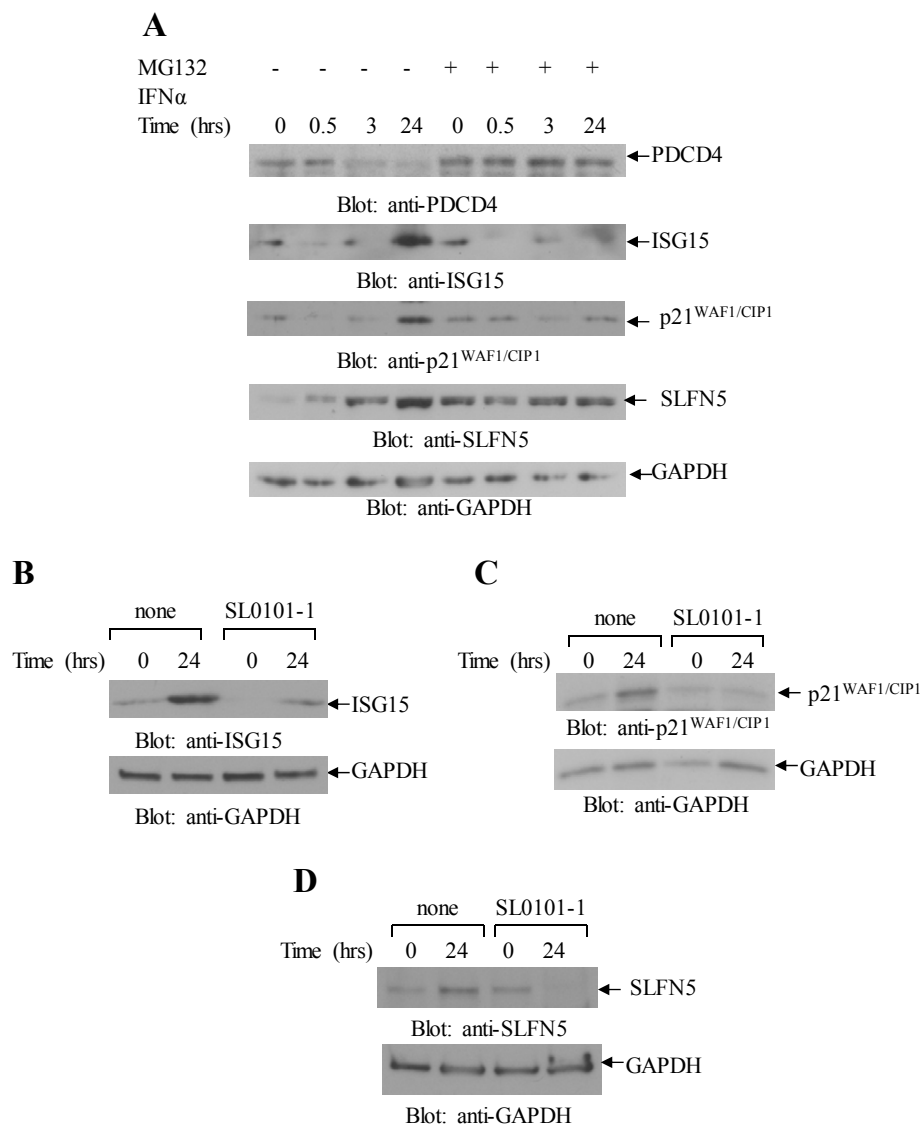 A
MG132 - - - - + + + +
IFNα
Time (hrs) 0 0.5 3 24 0 0.5 3 24
PDCD4
Blot: anti-PDCD4
ISG15
Blot: anti-ISG15
p21WAF1/CIP1
Blot: anti-p21WAF1/CIP1
SLFN5
Blot: anti-SLFN5
GAPDH
Blot: anti-GAPDH
B
none SL0101-1
Time (hrs) 0 24 0 24
ISG15
Blot: anti-ISG15
GAPDH
Blot: anti-GAPDH
C
none SL0101-1
Time (hrs) 0 24 0 24
p21WAF1/CIP1
Blot: anti-p21WAF1/CIP1
GAPDH
Blot: anti-GAPDH
D
none SL0101-1
Time (hrs) 0 24 0 24
SLFN5
Blot: anti-SLFN5
GAPDH
Blot: anti-GAPDH